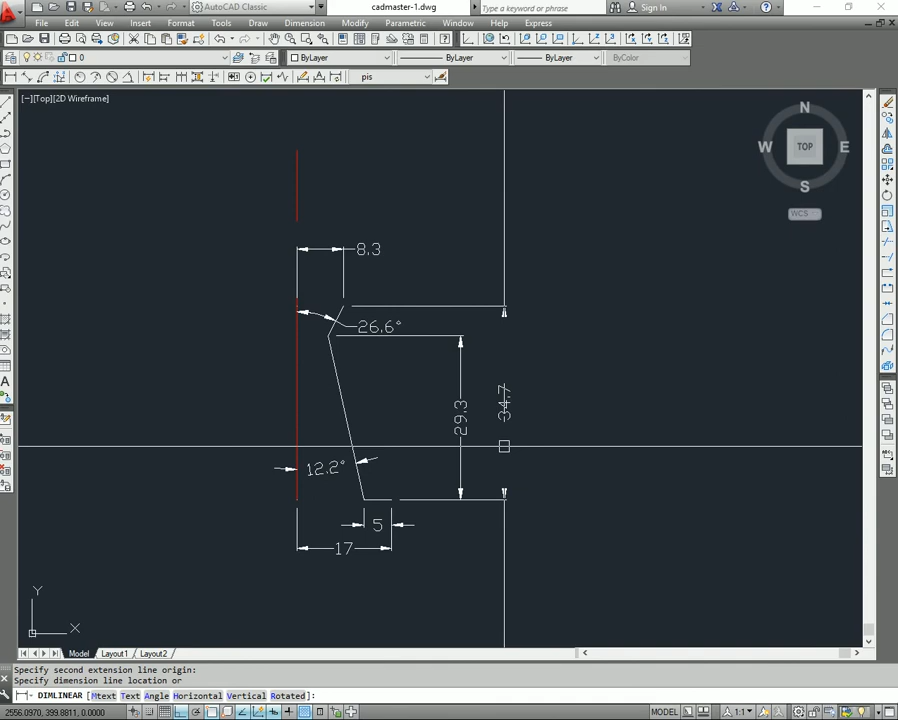 AutoCAD Classic
cadmaster-1.dwg
Type a keyword or phrase
Sign In
File Edit View Insert Format Tools Draw Dimension Modify Window Help Express
0 ByLayer ByLayer ByLayer ByColor
pis
[−][Top][2D Wireframe]
N
W TOP E
S
WCS
8.3
26.6°
34.7
29.3
12.2°
5
17
Y
X
Model Layout1 Layout2
Specify second extension line origin:
Specify dimension line location or
DIMLINEAR [Mtext Text Angle Horizontal Vertical Rotated]:
2556.0970, 399.8811, 0.0000
MODEL
1:1